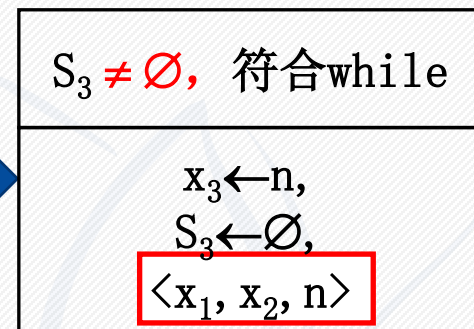 S₃≠∅, 符合while
x₃←n,
S₃←∅,
<x₁, x₂, n>